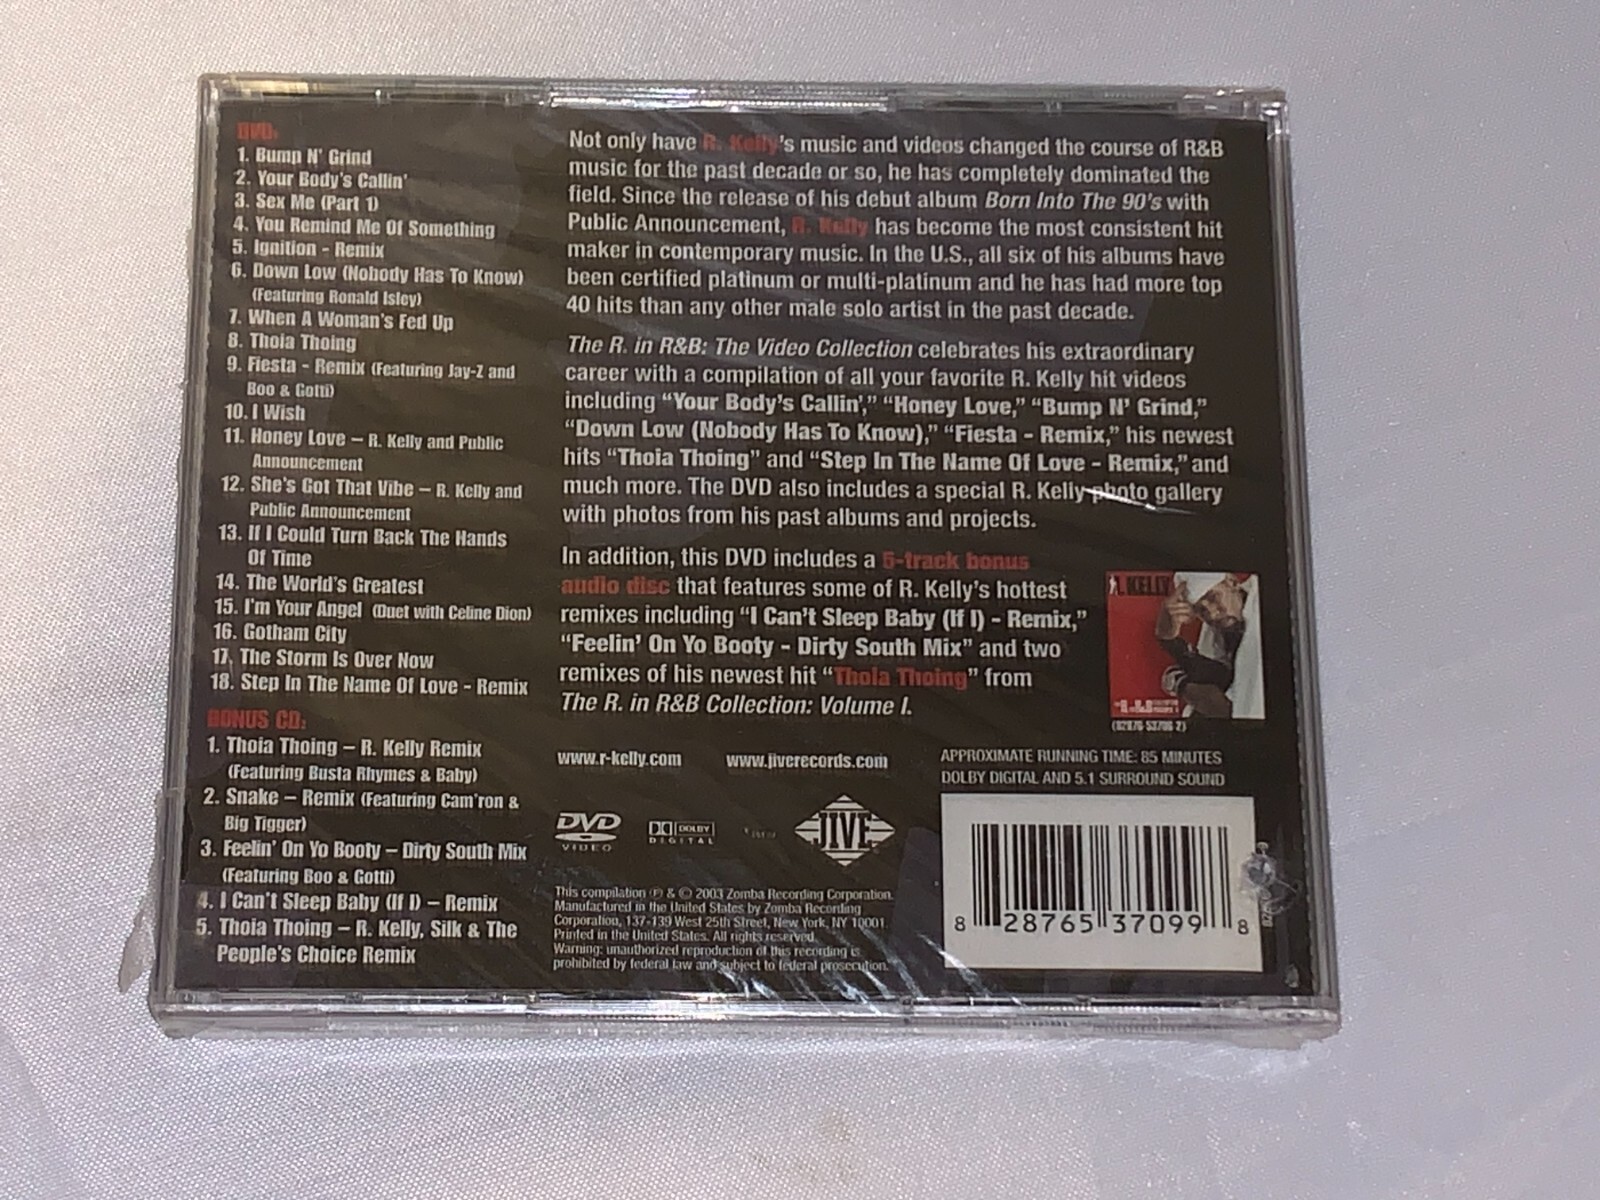 DVD:
1. Bump N' Grind
2. Your Body's Callin'
3. Sex Me (Part 1)
4. You Remind Me Of Something
5. Ignition - Remix
6. Down Low (Nobody Has To Know)
(Featuring Ronald Isley)
7. When A Woman's Fed Up
8. Thoia Thoing
9. Fiesta - Remix (Featuring Jay-Z and
Boo & Gotti)
10. I Wish
11. Honey Love – R. Kelly and Public
Announcement
12. She's Got That Vibe – R. Kelly and
Public Announcement
13. If I Could Turn Back The Hands
Of Time
14. The World's Greatest
15. I'm Your Angel (Duet with Celine Dion)
16. Gotham City
17. The Storm Is Over Now
18. Step In The Name Of Love - Remix
BONUS CD:
1. Thoia Thoing – R. Kelly Remix
(Featuring Busta Rhymes & Baby)
2. Snake – Remix (Featuring Cam'ron &
Big Tigger)
3. Feelin' On Yo Booty – Dirty South Mix
(Featuring Boo & Gotti)
4. I Can't Sleep Baby (If I) – Remix
5. Thoia Thoing – R. Kelly, Silk & The
People's Choice Remix
Not only have R. Kelly's music and videos changed the course of R&B
music for the past decade or so, he has completely dominated the
field. Since the release of his debut album Born Into The 90's with
Public Announcement, R. Kelly has become the most consistent hit
maker in contemporary music. In the U.S., all six of his albums have
been certified platinum or multi-platinum and he has had more top
40 hits than any other male solo artist in the past decade.
The R. in R&B: The Video Collection celebrates his extraordinary
career with a compilation of all your favorite R. Kelly hit videos
including “Your Body's Callin',” “Honey Love,” “Bump N' Grind,”
“Down Low (Nobody Has To Know),” “Fiesta - Remix,” his newest
hits “Thoia Thoing” and “Step In The Name Of Love - Remix,” and
much more. The DVD also includes a special R. Kelly photo gallery
with photos from his past albums and projects.
In addition, this DVD includes a 5-track bonus
audio disc that features some of R. Kelly's hottest
remixes including “I Can't Sleep Baby (If I) - Remix,”
“Feelin' On Yo Booty - Dirty South Mix” and two
remixes of his newest hit “Thoia Thoing” from
The R. in R&B Collection: Volume I.
R. KELLY
(82876-53706-2)
www.r-kelly.com www.jiverecords.com
APPROXIMATE RUNNING TIME: 85 MINUTES
DOLBY DIGITAL AND 5.1 SURROUND SOUND
DVD
VIDEO
DOLBY
DIGITAL
JIVE
This compilation ℗ & © 2003 Zomba Recording Corporation.
Manufactured in the United States by Zomba Recording
Corporation, 137-139 West 25th Street, New York, NY 10001.
Printed in the United States. All rights reserved.
Warning: unauthorized reproduction of this recording is
prohibited by federal law and subject to federal prosecution.
8 28765 37099 8